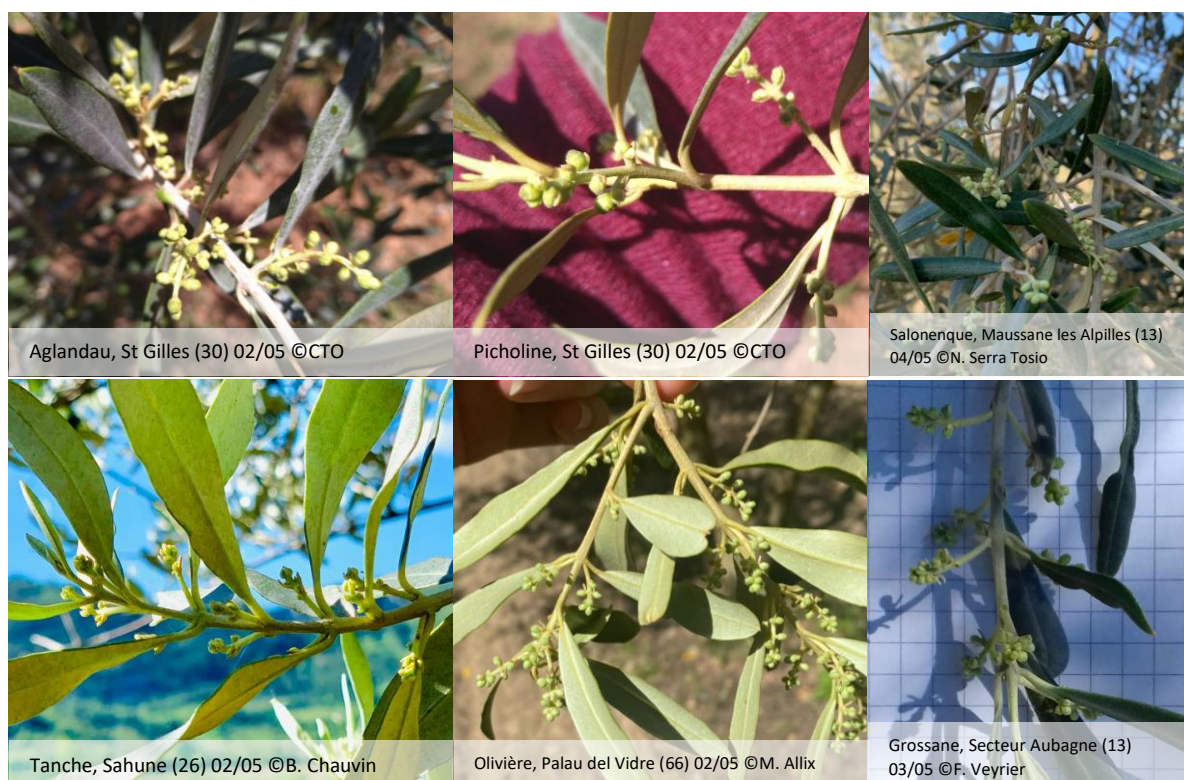 Aglandau, St Gilles (30) 02/05 ©CTO
Picholine, St Gilles (30) 02/05 ©CTO
Salonenque, Maussane les Alpilles (13)
04/05 ©N. Serra Tosio
Tanche, Sahune (26) 02/05 ©B. Chauvin
Olivière, Palau del Vidre (66) 02/05 ©M. Allix
Grossane, Secteur Aubagne (13)
03/05 ©F. Veyrier